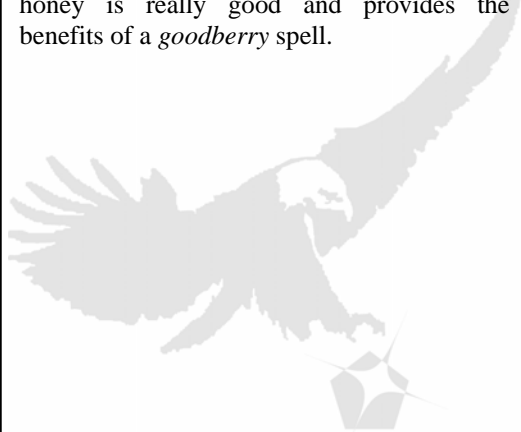 honey is really good and provides the
benefits of a goodberry spell.